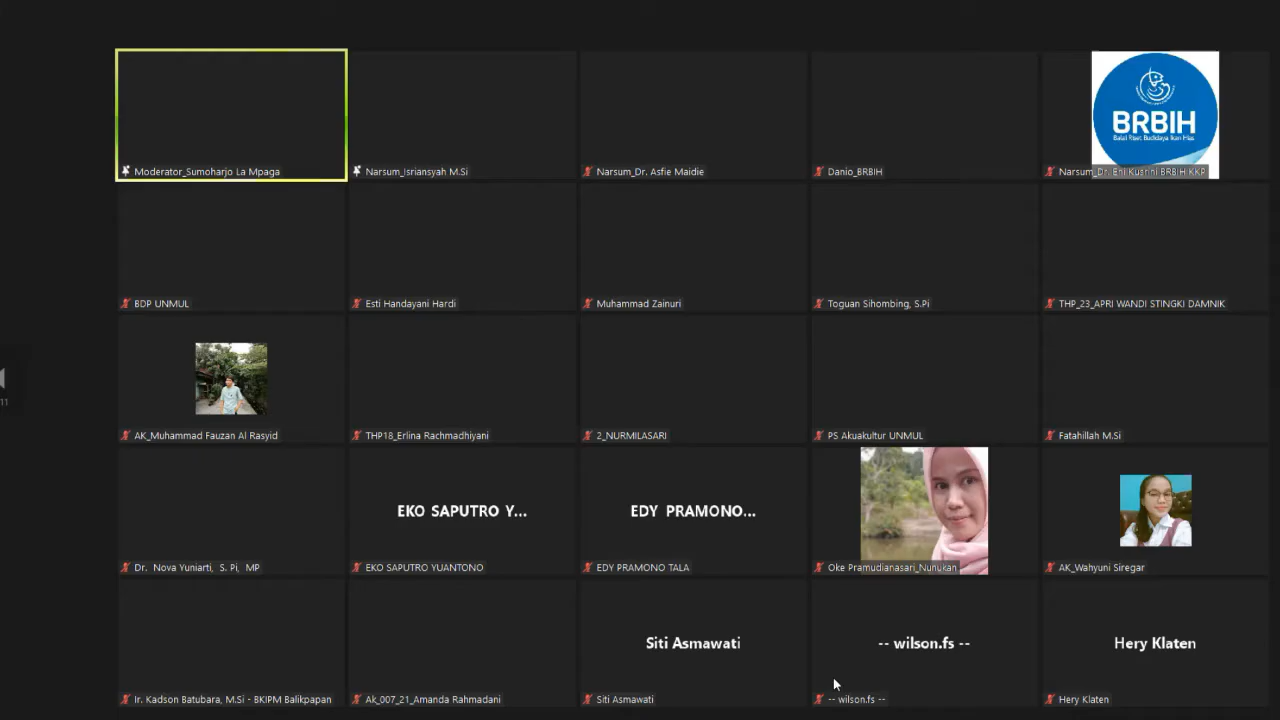 BRBIH
Balai Riset Budidaya Ikan Hias
Moderator_Sumoharjo La Mpaga
Narsum_Isriansyah M.Si
Narsum_Dr. Asfie Maidie
Danio_BRBIH
Narsum_Dr. Eni Kusrini BRBIH KKP
BDP UNMUL
Esti Handayani Hardi
Muhammad Zainuri
Toguan Sihombing, S.Pi
THP_23_APRI WANDI STINGKI DAMNIK
AK_Muhammad Fauzan Al Rasyid
THP18_Erlina Rachmadhiyani
2_NURMILASARI
PS Akuakultur UNMUL
Fatahillah M.Si
11
EKO SAPUTRO Y...
EDY PRAMONO...
Dr. Nova Yuniarti, S. Pi, MP
EKO SAPUTRO YUANTONO
EDY PRAMONO TALA
Oke Pramudianasari_Nunukan
AK_Wahyuni Siregar
Siti Asmawati
-- wilson.fs --
Hery Klaten
Ir. Kadson Batubara, M.Si - BKIPM Balikpapan
Ak_007_21_Amanda Rahmadani
Siti Asmawati
-- wilson.fs --
Hery Klaten